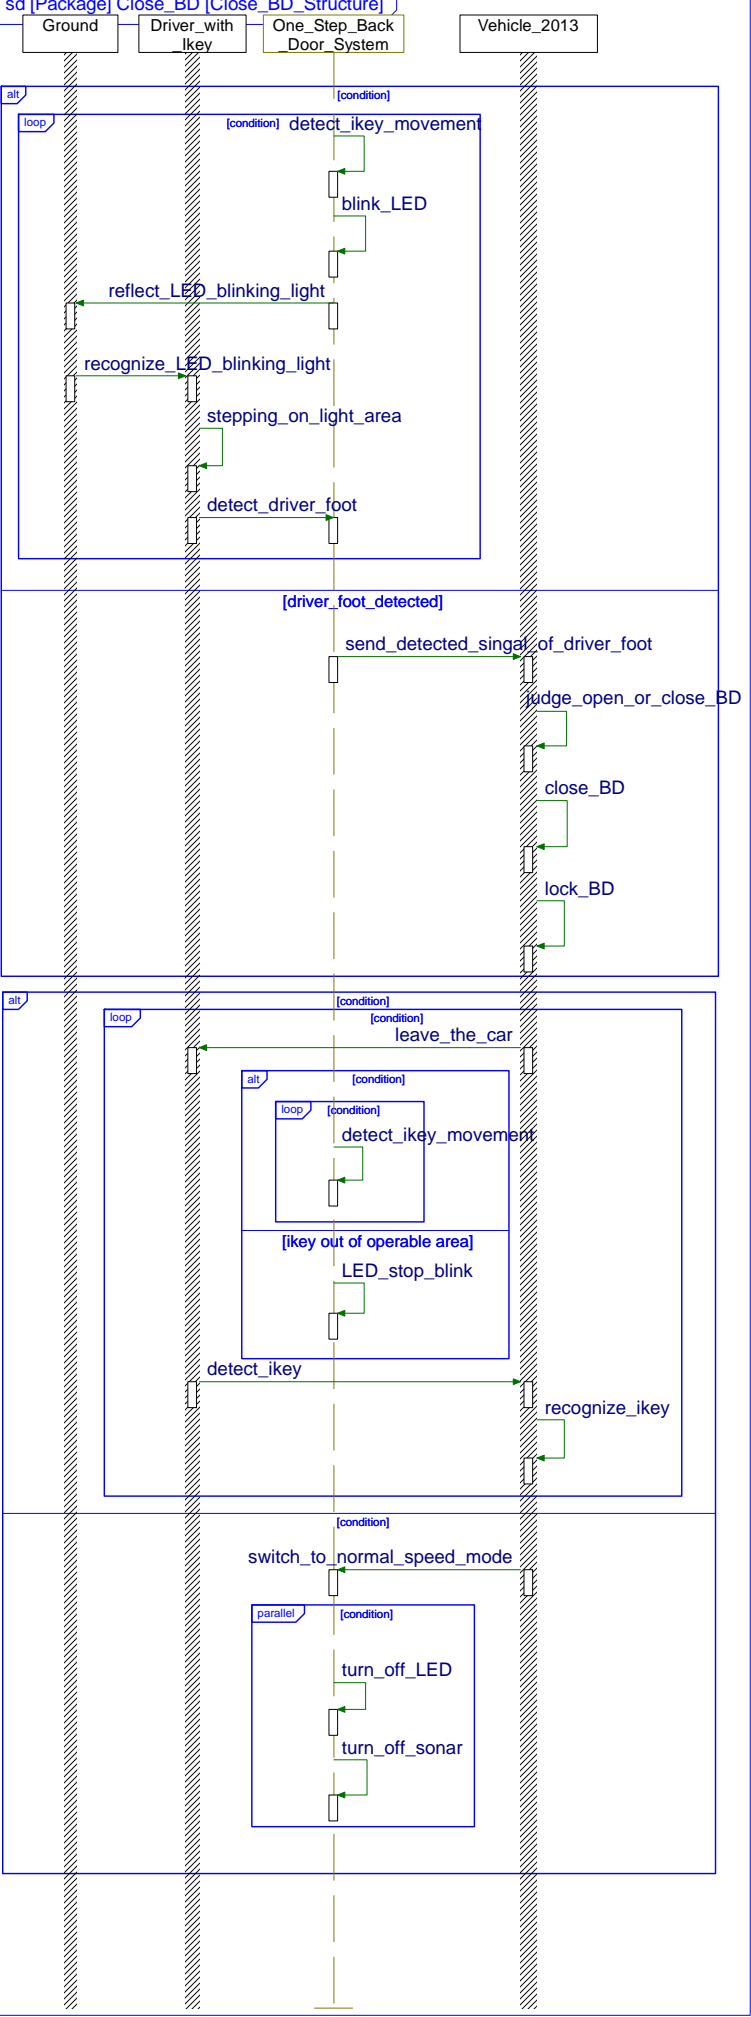 sd [Package] Close_BD [Close_BD_Structure]
Ground
Driver_with
_Ikey
One_Step_Back
_Door_System
Vehicle_2013
alt
[condition]
loop
[condition]
detect_ikey_movement
blink_LED
reflect_LED_blinking_light
recognize_LED_blinking_light
stepping_on_light_area
detect_driver_foot
[driver_foot_detected]
send_detected_singal_of_driver_foot
judge_open_or_close_BD
close_BD
lock_BD
alt
[condition]
loop
[condition]
leave_the_car
alt
[condition]
loop
[condition]
detect_ikey_movement
[ikey out of operable area]
LED_stop_blink
detect_ikey
recognize_ikey
[condition]
switch_to_normal_speed_mode
parallel
[condition]
turn_off_LED
turn_off_sonar